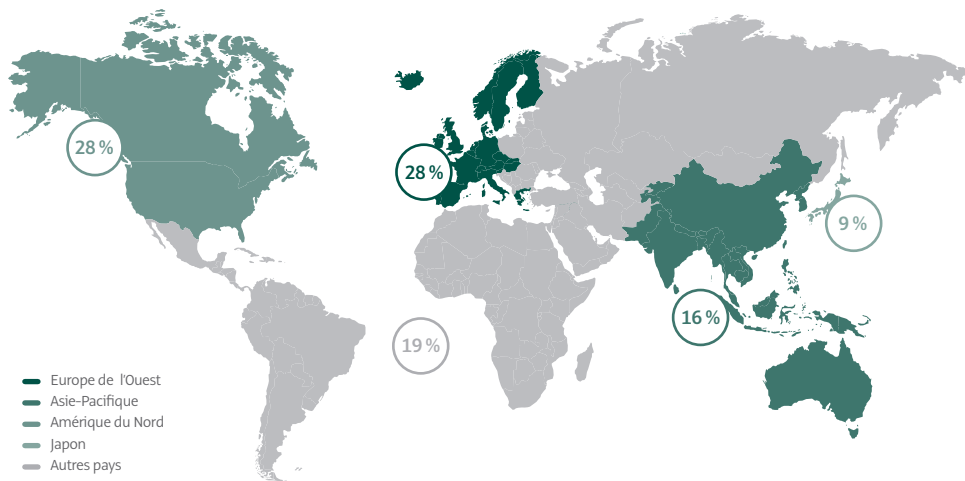 28 %
28 %
9 %
16 %
19 %
Europe de l'Ouest
Asie-Pacifique
Amérique du Nord
Japon
Autres pays